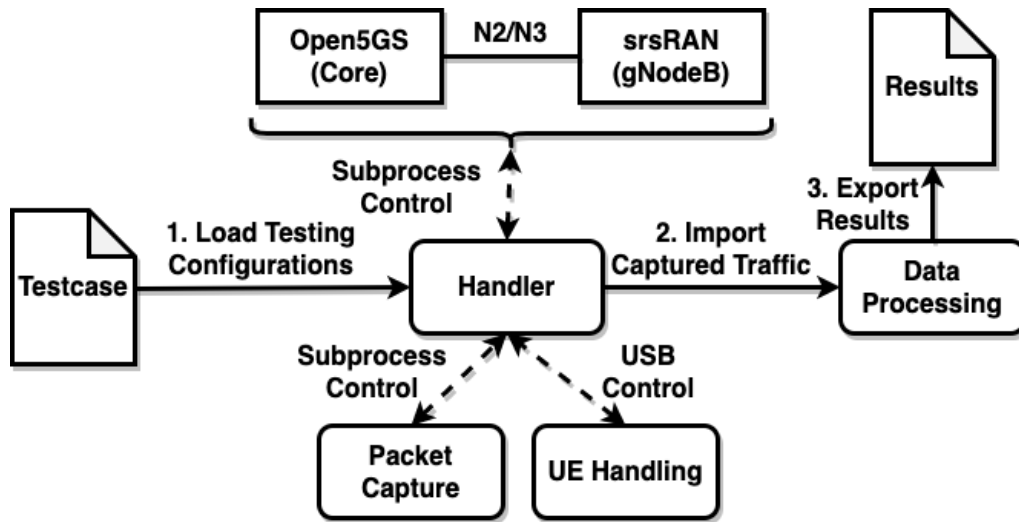 Open5GS
(Core)
N2/N3
srsRAN
(gNodeB)
Results
Subprocess
Control
3. Export
Results
1. Load Testing
Configurations
2. Import
Captured Traffic
Testcase
Handler
Data
Processing
Subprocess
Control
USB
Control
Packet
Capture
UE Handling